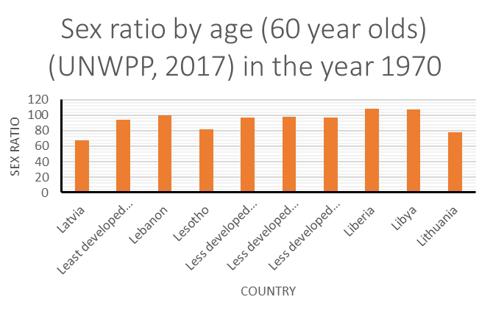 Sex ratio by age (60 year olds)
(UNWPP, 2017) in the year 1970
120
100
80
60
40
20
0
SEX RATIO
Latvia
Least developed...
Lebanon
Lesotho
Less developed...
Less developed...
Less developed...
Liberia
Libya
Lithuania
COUNTRY